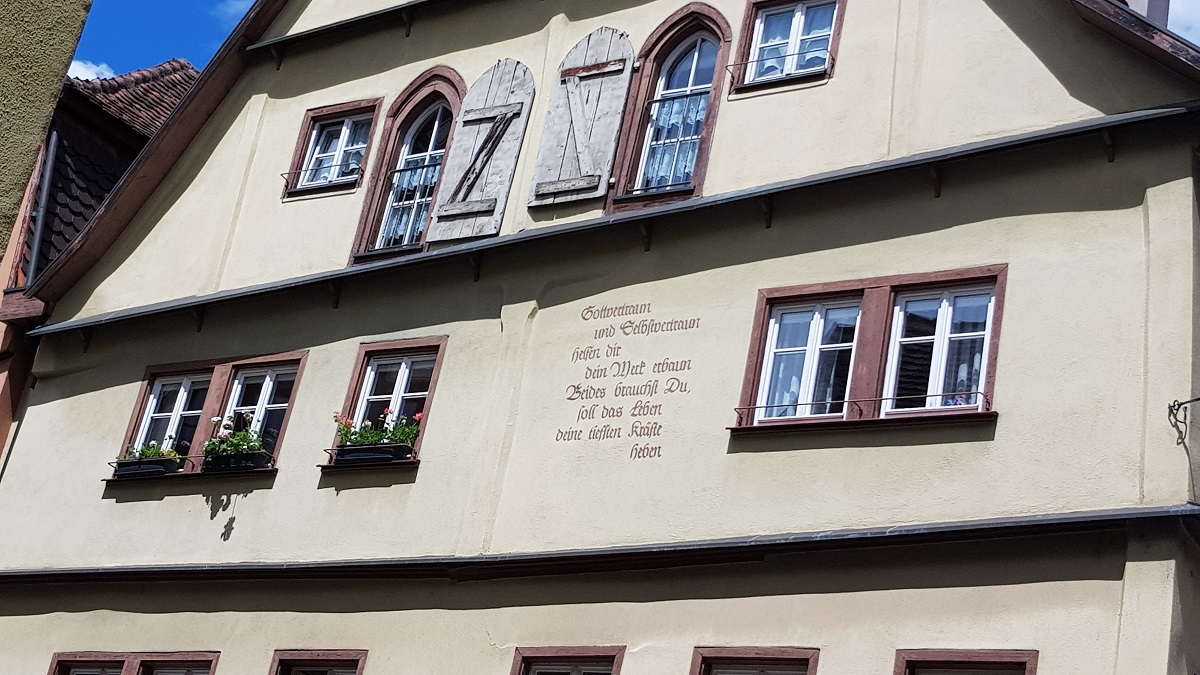 Gottvertraun
und Selbstvertraun
helfen dir
dein Werk erbaun
Beides brauchst Du,
soll das Leben
deine tiefsten Kräfte
heben